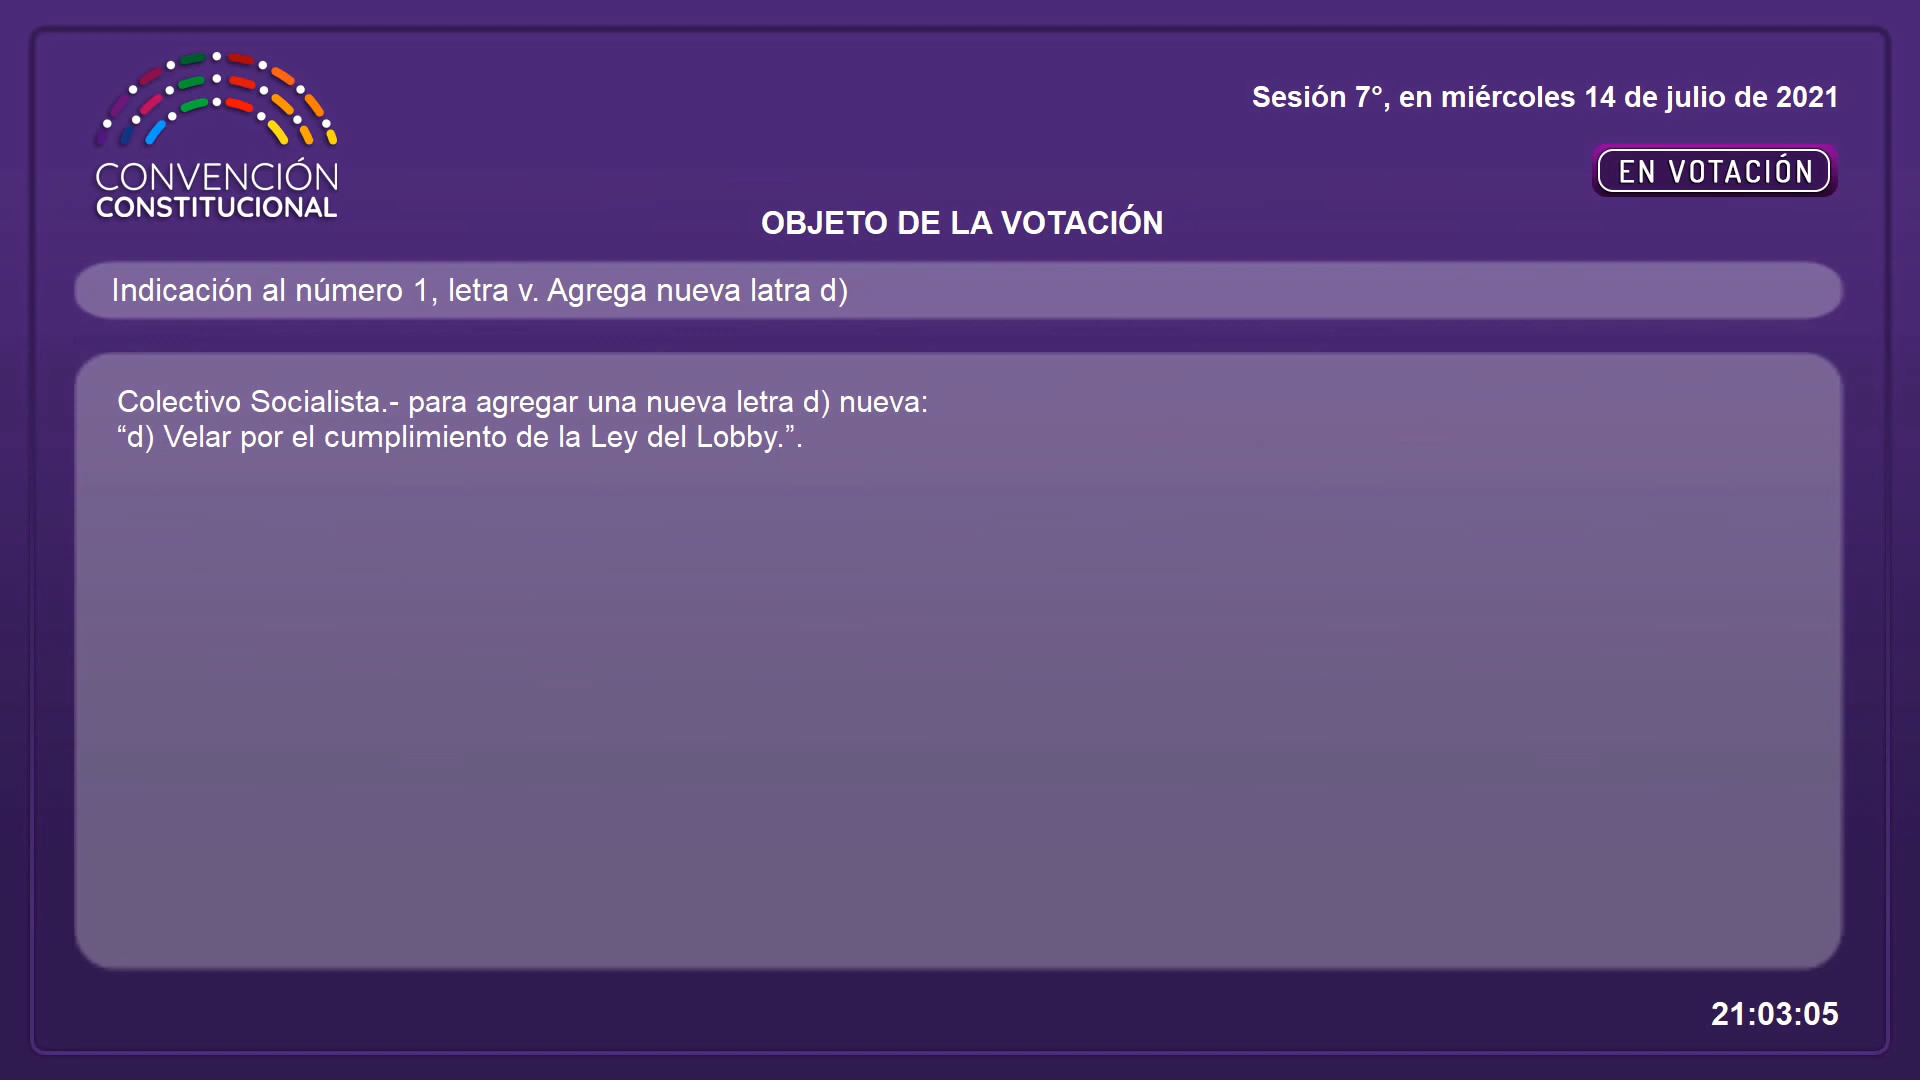 CONVENCIÓN
CONSTITUCIONAL
Sesión 7°, en miércoles 14 de julio de 2021
EN VOTACIÓN
OBJETO DE LA VOTACIÓN
Indicación al número 1, letra v. Agrega nueva latra d)
Colectivo Socialista.- para agregar una nueva letra d) nueva:
“d) Velar por el cumplimiento de la Ley del Lobby.”.
21:03:05